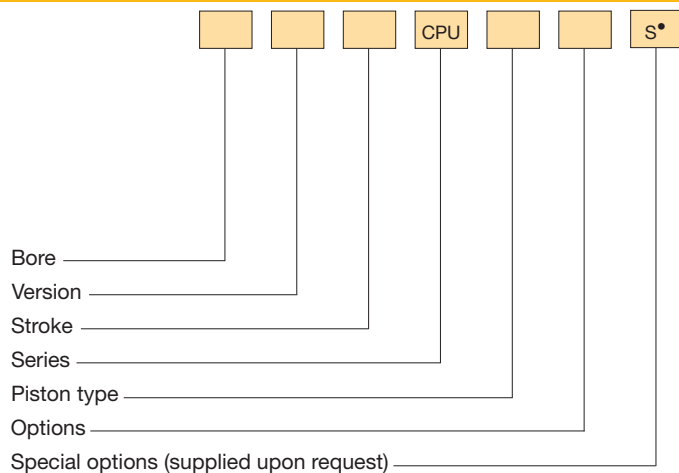 CPU
S•
Bore
Version
Stroke
Series
Piston type
Options
Special options (supplied upon request)